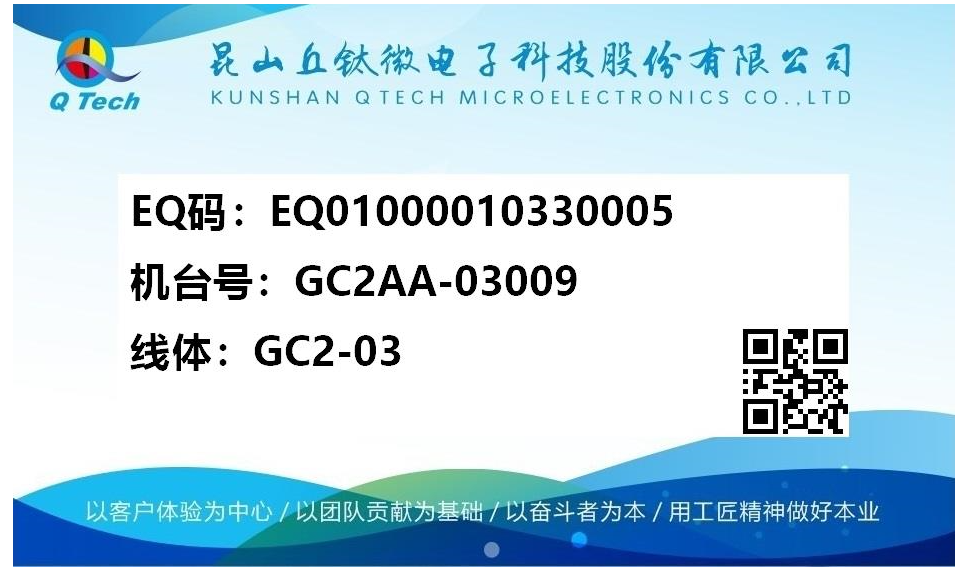 Q Tech
昆山丘钛微电子科技股份有限公司
KUNSHAN Q TECH MICROELECTRONICS CO.,LTD
EQ码：EQ01000010330005
机台号：GC2AA-03009
线体：GC2-03
以客户体验为中心 / 以团队贡献为基础 / 以奋斗者为本 / 用工匠精神做好本业